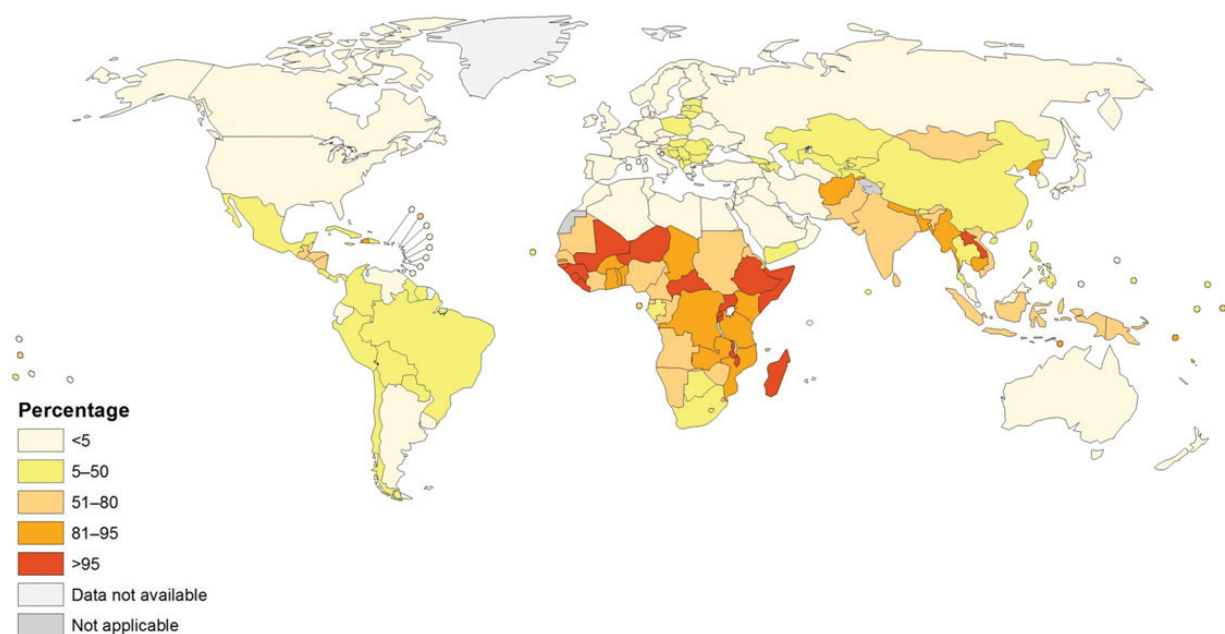 Percentage
<5
5–50
51–80
81–95
>95
Data not available
Not applicable